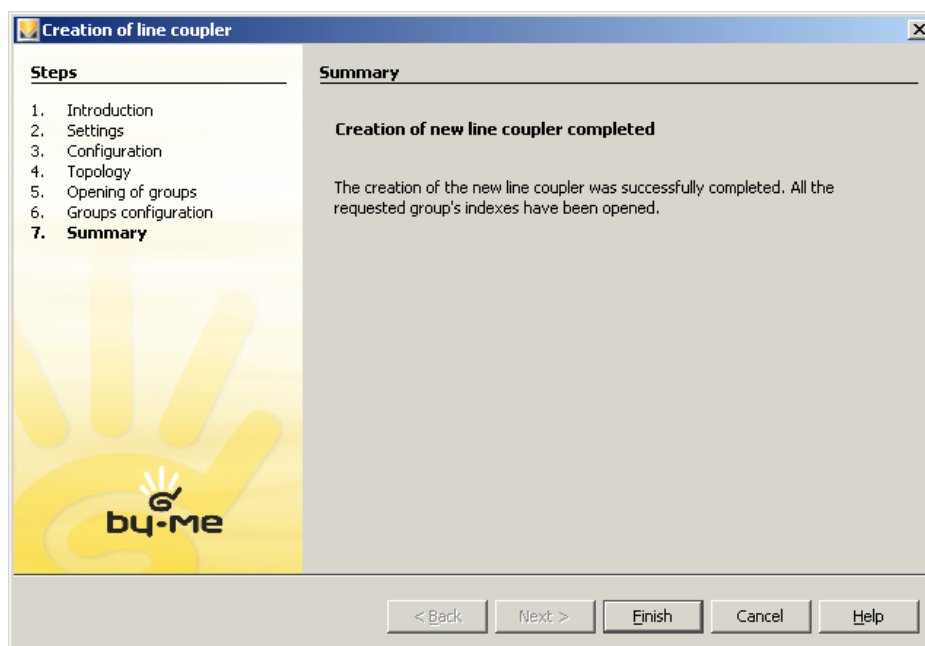 Creation of line coupler
Steps
1. Introduction
2. Settings
3. Configuration
4. Topology
5. Opening of groups
6. Groups configuration
7. Summary
by-me
Summary
Creation of new line coupler completed
The creation of the new line coupler was successfully completed. All the
requested group's indexes have been opened.
< Back
Next >
Finish
Cancel
Help